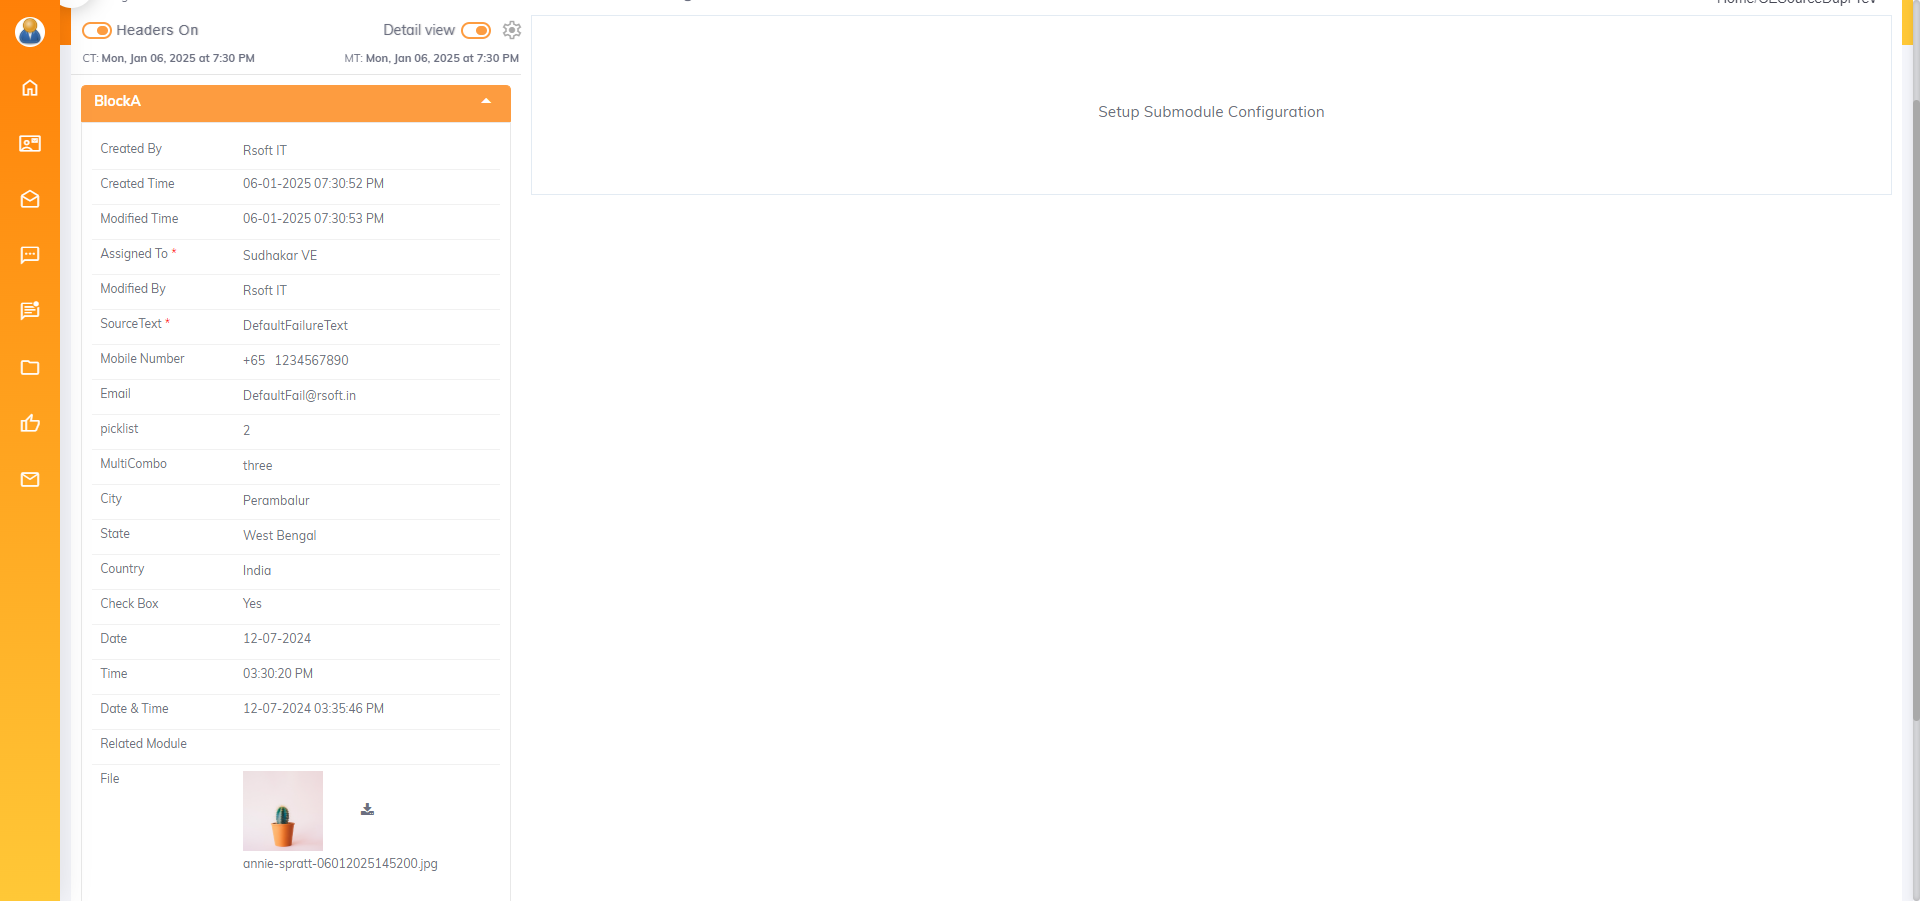 Headers On
Detail view
CT: Mon, Jan 06, 2025 at 7:30 PM
MT: Mon, Jan 06, 2025 at 7:30 PM
BlockA
Created By Rsoft IT
Created Time 06-01-2025 07:30:52 PM
Modified Time 06-01-2025 07:30:53 PM
Assigned To * Sudhakar VE
Modified By Rsoft IT
SourceText * DefaultFailureText
Mobile Number +65 1234567890
Email DefaultFail@rsoft.in
picklist 2
MultiCombo three
City Perambalur
State West Bengal
Country India
Check Box Yes
Date 12-07-2024
Time 03:30:20 PM
Date & Time 12-07-2024 03:35:46 PM
Related Module
File
annie-spratt-06012025145200.jpg
Setup Submodule Configuration